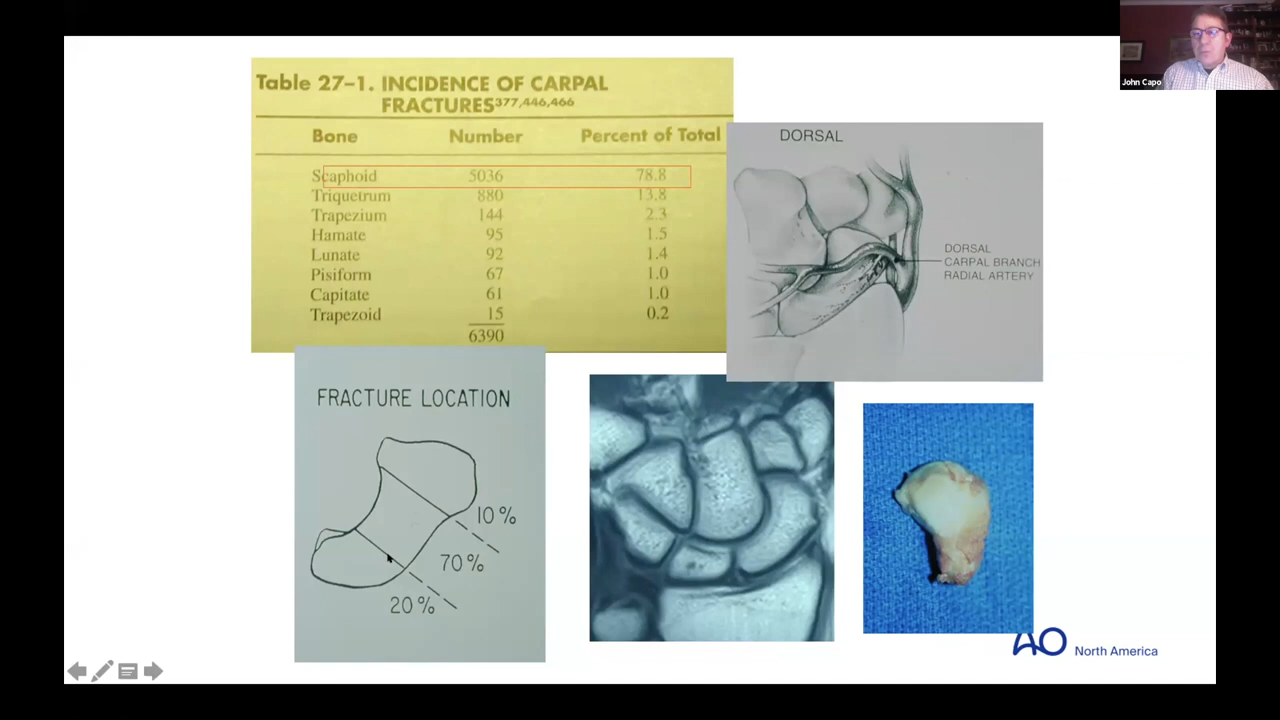 John Capo
Table 27–1. INCIDENCE OF CARPAL
FRACTURES377,446,466
Bone Number Percent of Total
Scaphoid 5036 78.8
Triquetrum 880 13.8
Trapezium 144 2.3
Hamate 95 1.5
Lunate 92 1.4
Pisiform 67 1.0
Capitate 61 1.0
Trapezoid 15 0.2
6390
DORSAL
DORSAL
CARPAL BRANCH
RADIAL ARTERY
FRACTURE LOCATION
10%
70%
20%
AO North America